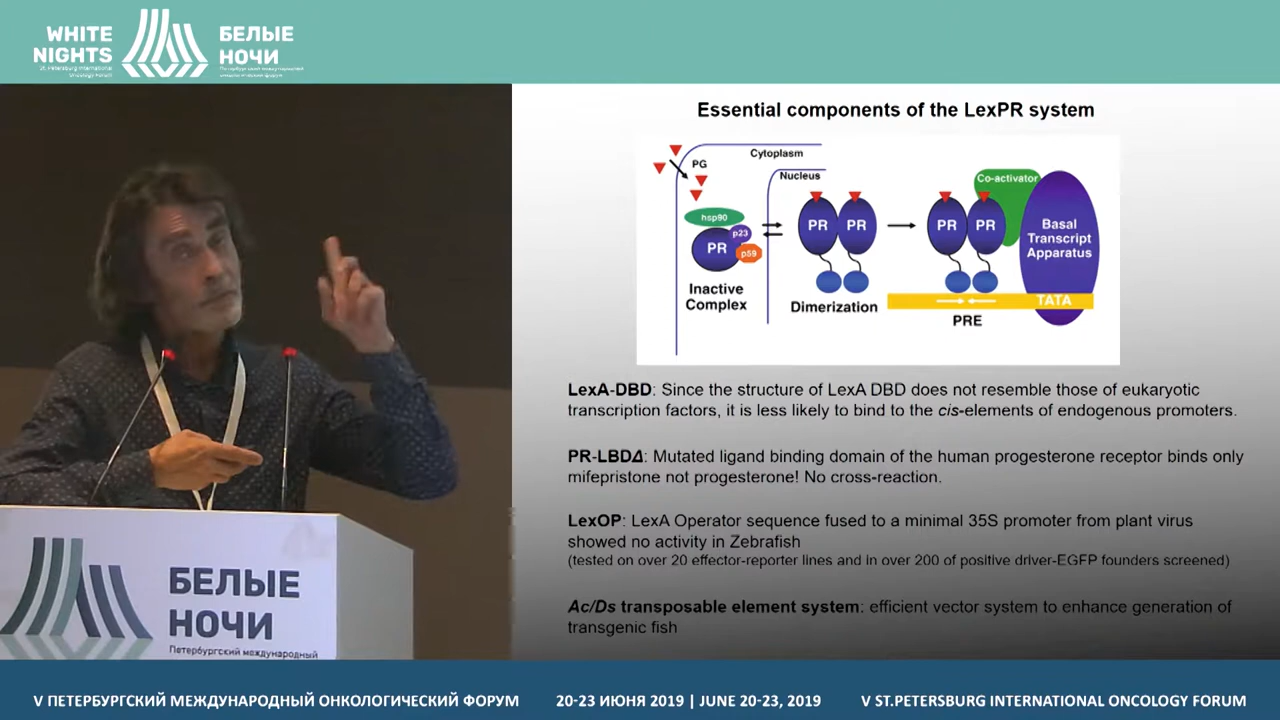 WHITE
NIGHTS
St. Petersburg International
Oncology Forum
БЕЛЫЕ
НОЧИ
Петербургский международный
онкологический форум
Essential components of the LexPR system
Cytoplasm
PG
Nucleus
hsp90
PR
p23
p59
Inactive
Complex
PR PR
Dimerization
PR PR
Co-activator
Basal
Transcript
Apparatus
TATA
PRE
LexA-DBD: Since the structure of LexA DBD does not resemble those of eukaryotic
transcription factors, it is less likely to bind to the cis-elements of endogenous promoters.
PR-LBDΔ: Mutated ligand binding domain of the human progesterone receptor binds only
mifepristone not progesterone! No cross-reaction.
LexOP: LexA Operator sequence fused to a minimal 35S promoter from plant virus
showed no activity in Zebrafish
(tested on over 20 effector-reporter lines and in over 200 of positive driver-EGFP founders screened)
Ac/Ds transposable element system: efficient vector system to enhance generation of
transgenic fish
БЕЛЫЕ
НОЧИ
Петербургский международный
V ПЕТЕРБУРГСКИЙ МЕЖДУНАРОДНЫЙ ОНКОЛОГИЧЕСКИЙ ФОРУМ
20-23 ИЮНЯ 2019 | JUNE 20-23, 2019
V ST.PETERSBURG INTERNATIONAL ONCOLOGY FORUM